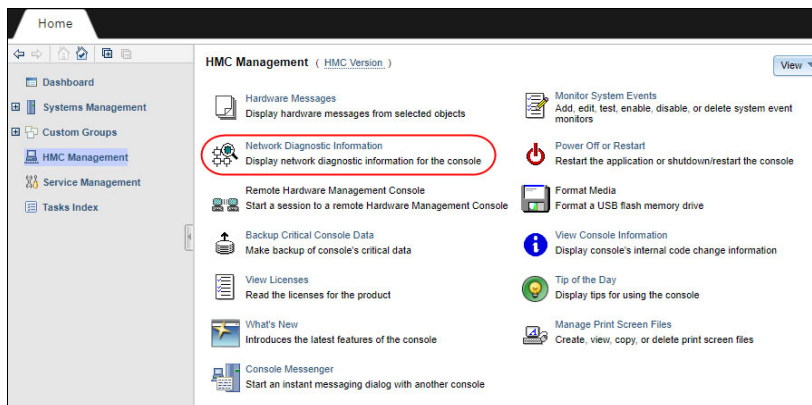 Home
Dashboard
Systems Management
Custom Groups
HMC Management
Service Management
Tasks Index
HMC Management ( HMC Version )
View
Hardware Messages
Display hardware messages from selected objects
Network Diagnostic Information
Display network diagnostic information for the console
Remote Hardware Management Console
Start a session to a remote Hardware Management Console
Backup Critical Console Data
Make backup of console's critical data
View Licenses
Read the licenses for the product
What's New
Introduces the latest features of the console
Console Messenger
Start an instant messaging dialog with another console
Monitor System Events
Add, edit, test, enable, disable, or delete system event
monitors
Power Off or Restart
Restart the application or shutdown/restart the console
Format Media
Format a USB flash memory drive
View Console Information
Display console's internal code change information
Tip of the Day
Display tips for using the console
Manage Print Screen Files
Create, view, copy, or delete print screen files